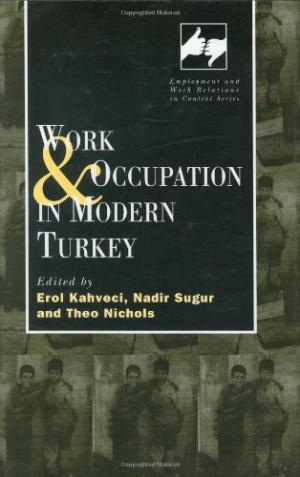 Employment and
Work Relations
in Context Series
WORK
& OCCUPATION
IN MODERN
TURKEY
Edited by
Erol Kahveci, Nadir Sugur
and Theo Nichols